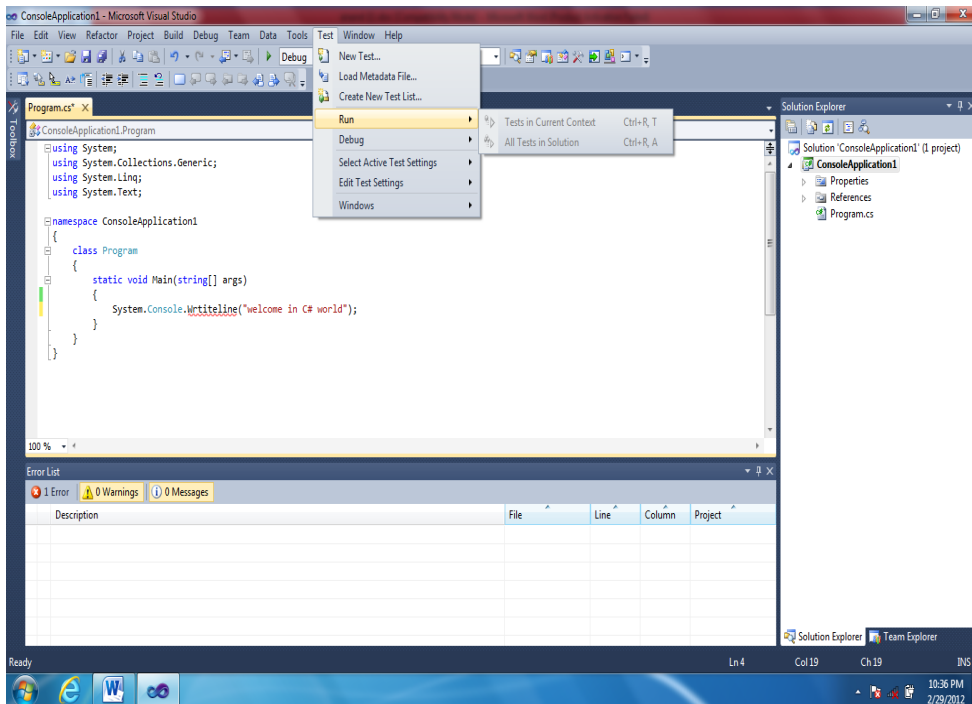 ConsoleApplication1 - Microsoft Visual Studio
File Edit View Refactor Project Build Debug Team Data Tools Test Window Help
Debug
New Test...
Load Metadata File...
Create New Test List...
Run
Debug
Select Active Test Settings
Edit Test Settings
Windows
Tests in Current Context Ctrl+R, T
All Tests in Solution Ctrl+R, A
Toolbox
Program.cs*
ConsoleApplication1.Program
using System;
using System.Collections.Generic;
using System.Linq;
using System.Text;
namespace ConsoleApplication1
{
class Program
{
static void Main(string[] args)
{
System.Console.Wrtiteline("welcome in C# world");
}
}
}
100 %
Solution Explorer
Solution 'ConsoleApplication1' (1 project)
ConsoleApplication1
Properties
References
Program.cs
Error List
1 Error 0 Warnings 0 Messages
Description File Line Column Project
Solution Explorer Team Explorer
Ready Ln 4 Col 19 Ch 19 INS
10:36 PM
2/29/2012